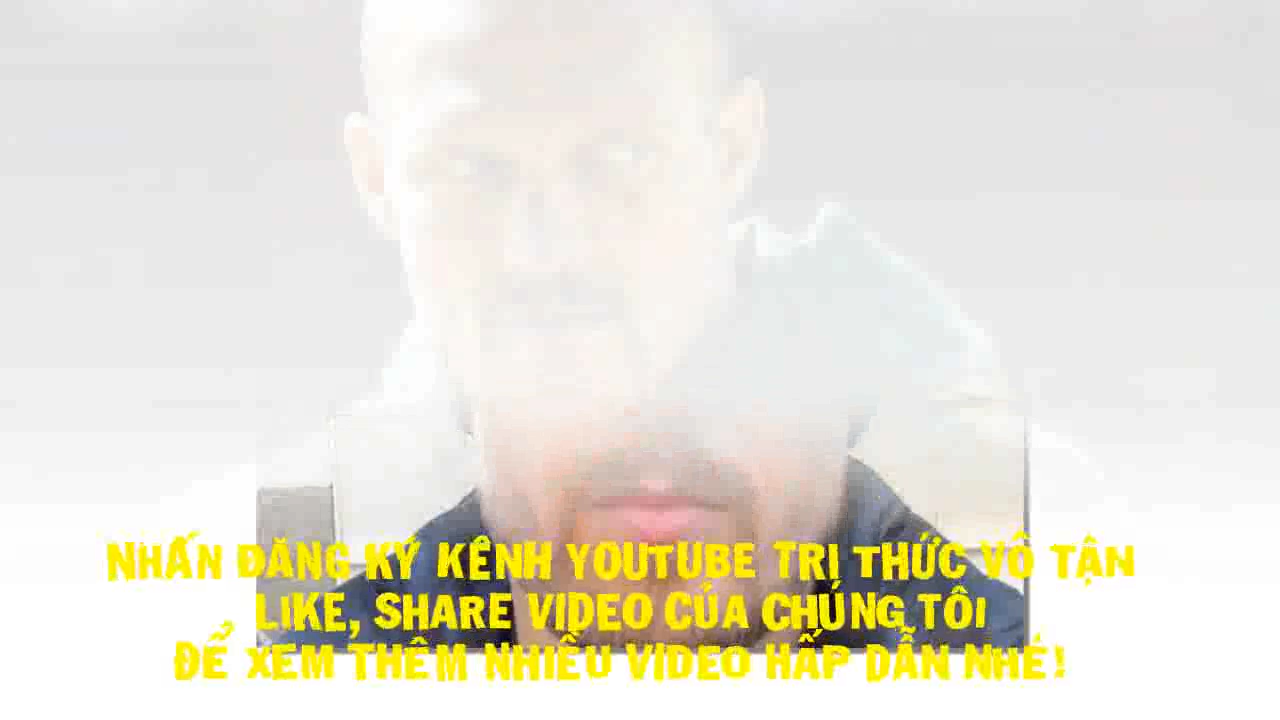 NHẤN ĐĂNG KÝ KÊNH YOUTUBE TRI THỨC VÔ TẬN
LIKE, SHARE VIDEO CỦA CHÚNG TÔI
ĐỂ XEM THÊM NHIỀU VIDEO HẤP DẪN NHÉ!